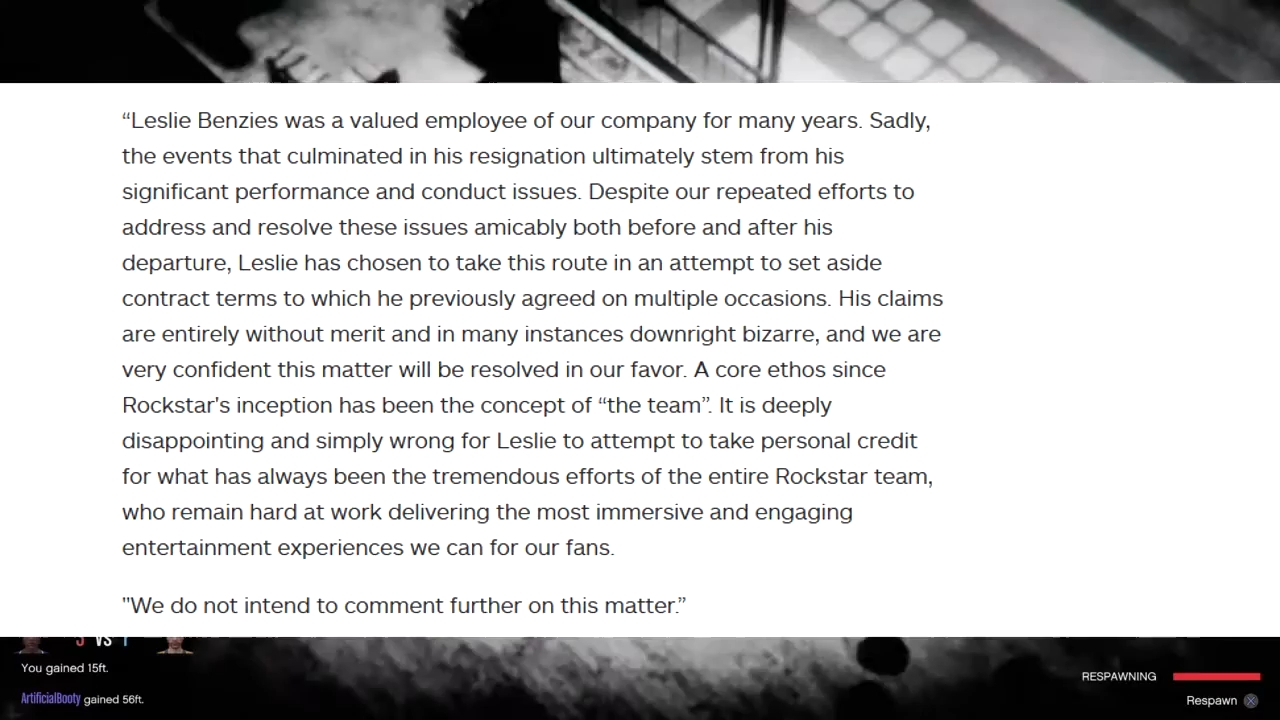 “Leslie Benzies was a valued employee of our company for many years. Sadly,
the events that culminated in his resignation ultimately stem from his
significant performance and conduct issues. Despite our repeated efforts to
address and resolve these issues amicably both before and after his
departure, Leslie has chosen to take this route in an attempt to set aside
contract terms to which he previously agreed on multiple occasions. His claims
are entirely without merit and in many instances downright bizarre, and we are
very confident this matter will be resolved in our favor. A core ethos since
Rockstar's inception has been the concept of “the team”. It is deeply
disappointing and simply wrong for Leslie to attempt to take personal credit
for what has always been the tremendous efforts of the entire Rockstar team,
who remain hard at work delivering the most immersive and engaging
entertainment experiences we can for our fans.
"We do not intend to comment further on this matter.”
VS
You gained 15ft.
ArtificialBooty gained 56ft.
RESPAWNING
Respawn